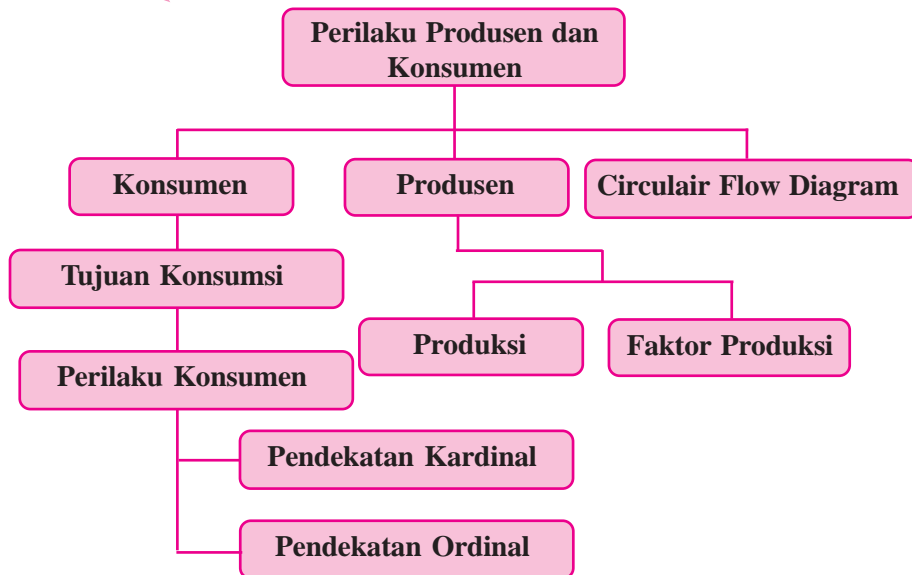 Perilaku Produsen dan
Konsumen
Konsumen
Produsen
Circulair Flow Diagram
Tujuan Konsumsi
Produksi
Faktor Produksi
Perilaku Konsumen
Pendekatan Kardinal
Pendekatan Ordinal